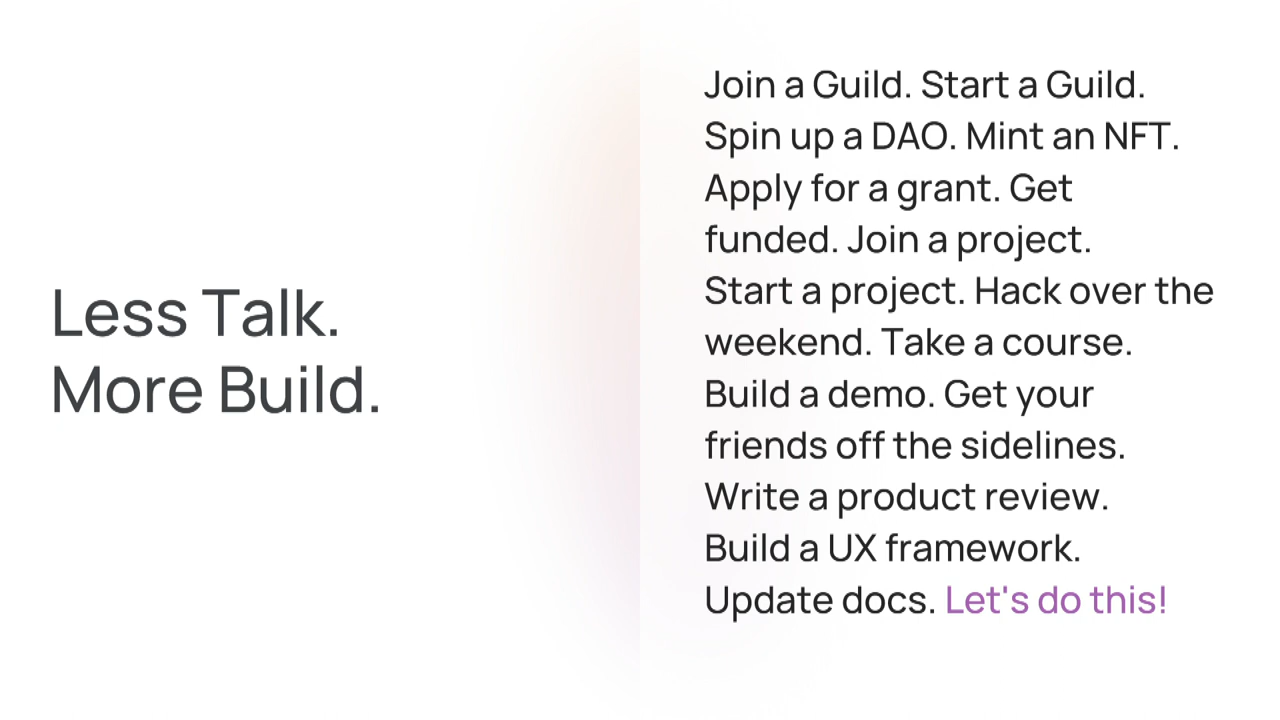 Less Talk.
More Build.
Join a Guild. Start a Guild.
Spin up a DAO. Mint an NFT.
Apply for a grant. Get
funded. Join a project.
Start a project. Hack over the
weekend. Take a course.
Build a demo. Get your
friends off the sidelines.
Write a product review.
Build a UX framework.
Update docs. Let's do this!